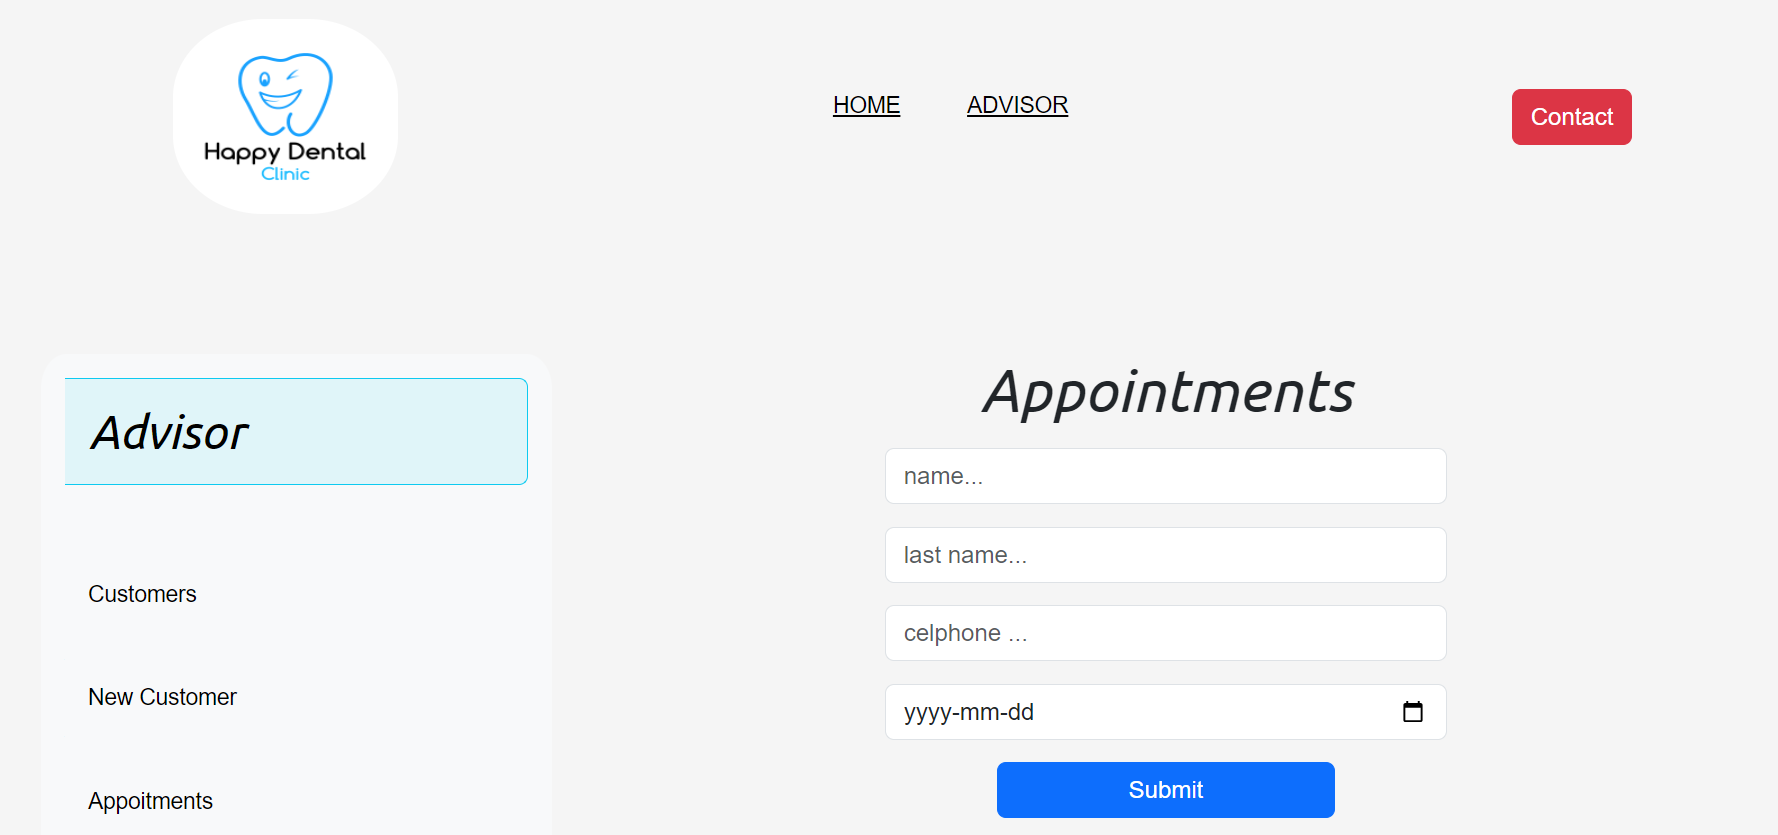 Happy Dental
Clinic
HOME
ADVISOR
Contact
Advisor
Customers
New Customer
Appoitments
Appointments
name...
last name...
celphone ...
yyyy-mm-dd
Submit